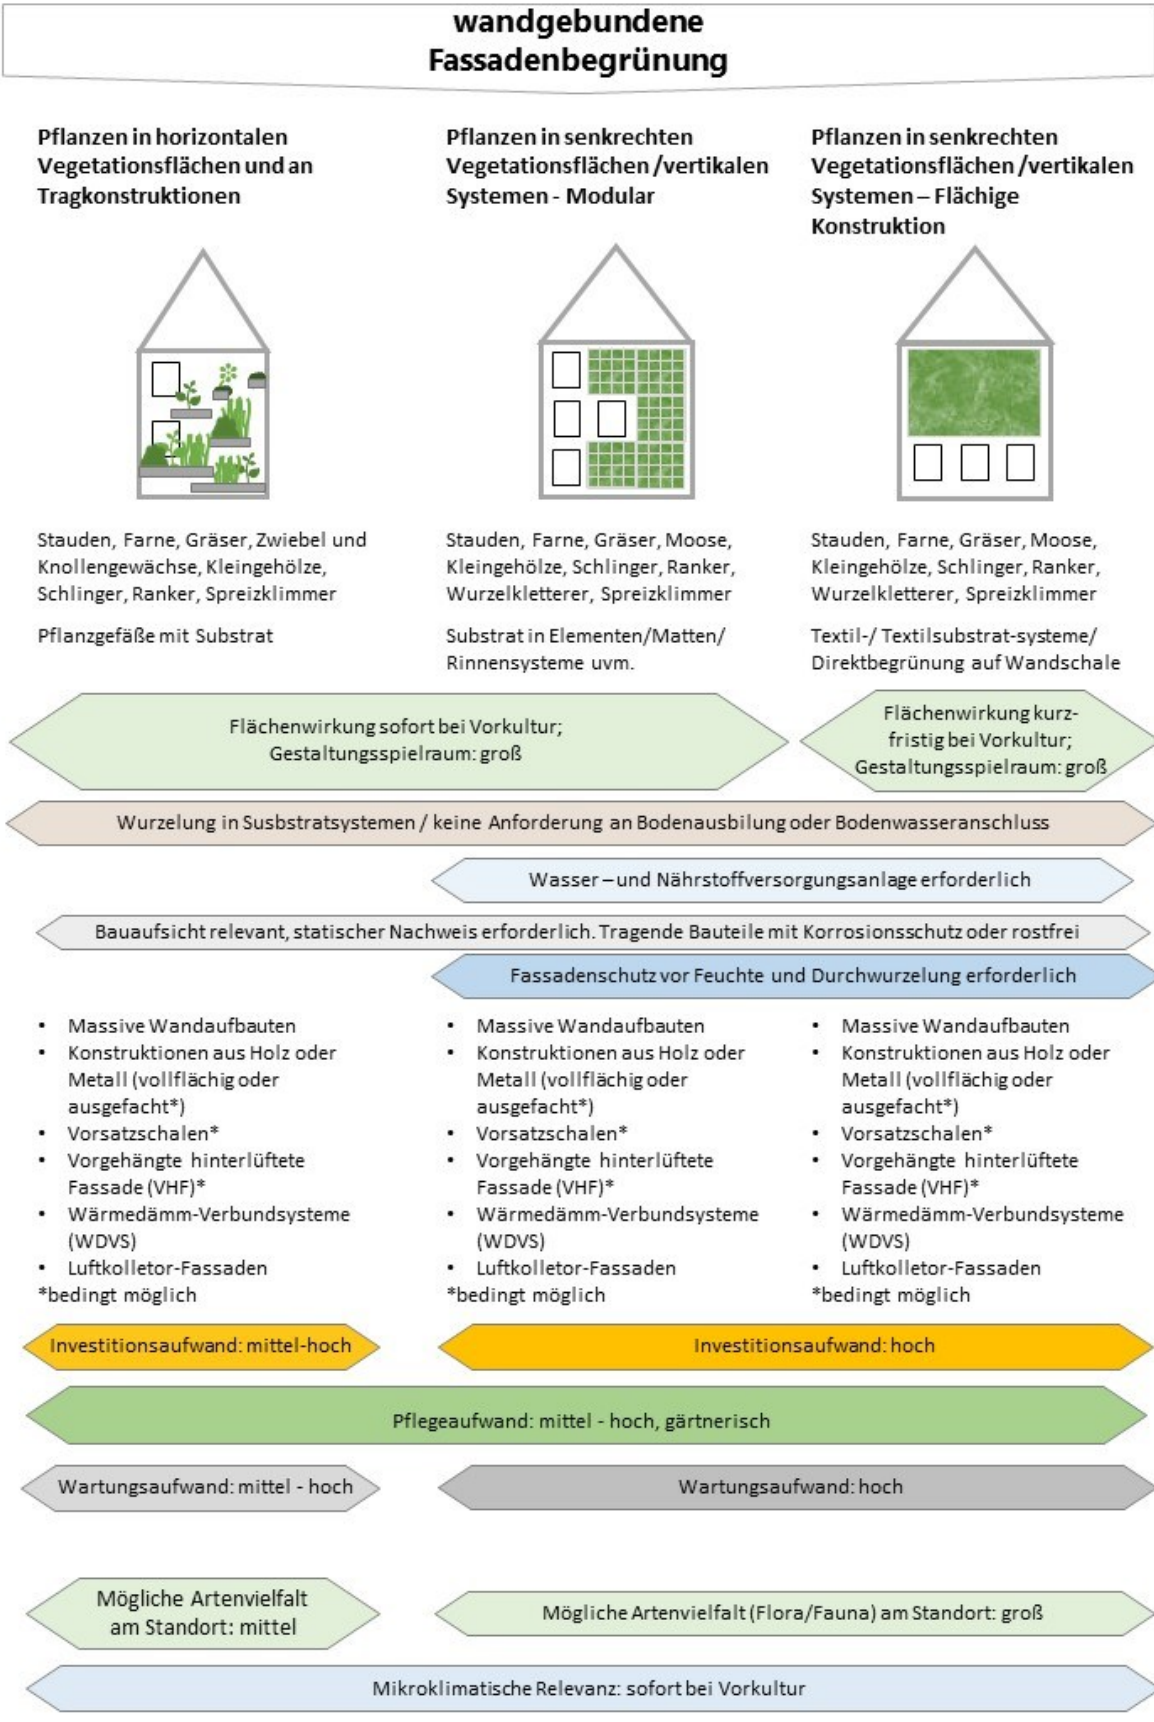 wandgebundene
Fassadenbegrünung
Pflanzen in horizontalen
Vegetationsflächen und an
Tragkonstruktionen
Pflanzen in senkrechten
Vegetationsflächen /vertikalen
Systemen - Modular
Pflanzen in senkrechten
Vegetationsflächen /vertikalen
Systemen – Flächige
Konstruktion
Stauden, Farne, Gräser, Zwiebel und
Knollengewächse, Kleingehölze,
Schlinger, Ranker, Spreizklimmer
Pflanzgefäße mit Substrat
Stauden, Farne, Gräser, Moose,
Kleingehölze, Schlinger, Ranker,
Wurzelkletterer, Spreizklimmer
Substrat in Elementen/Matten/
Rinnensysteme uvm.
Stauden, Farne, Gräser, Moose,
Kleingehölze, Schlinger, Ranker,
Wurzelkletterer, Spreizklimmer
Textil-/ Textilsubstrat-systeme/
Direktbegrünung auf Wandschale
Flächenwirkung sofort bei Vorkultur;
Gestaltungsspielraum: groß
Flächenwirkung kurz-
fristig bei Vorkultur;
Gestaltungsspielraum: groß
Wurzelung in Susbstratsystemen / keine Anforderung an Bodenausbilung oder Bodenwasseranschluss
Wasser – und Nährstoffversorgungsanlage erforderlich
Bauaufsicht relevant, statischer Nachweis erforderlich. Tragende Bauteile mit Korrosionsschutz oder rostfrei
Fassadenschutz vor Feuchte und Durchwurzelung erforderlich
• Massive Wandaufbauten
• Konstruktionen aus Holz oder
Metall (vollflächig oder
ausgefacht*)
• Vorsatzschalen*
• Vorgehängte hinterlüftete
Fassade (VHF)*
• Wärmedämm-Verbundsysteme
(WDVS)
• Luftkolletor-Fassaden
*bedingt möglich
• Massive Wandaufbauten
• Konstruktionen aus Holz oder
Metall (vollflächig oder
ausgefacht*)
• Vorsatzschalen*
• Vorgehängte hinterlüftete
Fassade (VHF)*
• Wärmedämm-Verbundsysteme
(WDVS)
• Luftkolletor-Fassaden
*bedingt möglich
• Massive Wandaufbauten
• Konstruktionen aus Holz oder
Metall (vollflächig oder
ausgefacht*)
• Vorsatzschalen*
• Vorgehängte hinterlüftete
Fassade (VHF)*
• Wärmedämm-Verbundsysteme
(WDVS)
• Luftkolletor-Fassaden
*bedingt möglich
Investitionsaufwand: mittel-hoch
Investitionsaufwand: hoch
Pflegeaufwand: mittel - hoch, gärtnerisch
Wartungsaufwand: mittel - hoch
Wartungsaufwand: hoch
Mögliche Artenvielfalt
am Standort: mittel
Mögliche Artenvielfalt (Flora/Fauna) am Standort: groß
Mikroklimatische Relevanz: sofort bei Vorkultur